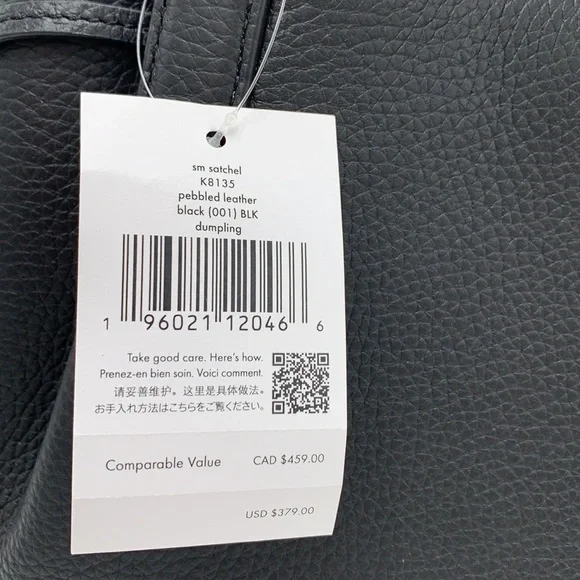 sm satchel
K8135
pebbled leather
black (001) BLK
dumpling
1 96021 12046 6
Take good care. Here's how.
Prenez-en bien soin. Voici comment.
请妥善维护。这里是具体做法。
お手入れ方法はこちらをご覧ください。
Comparable Value CAD $459.00
USD $379.00